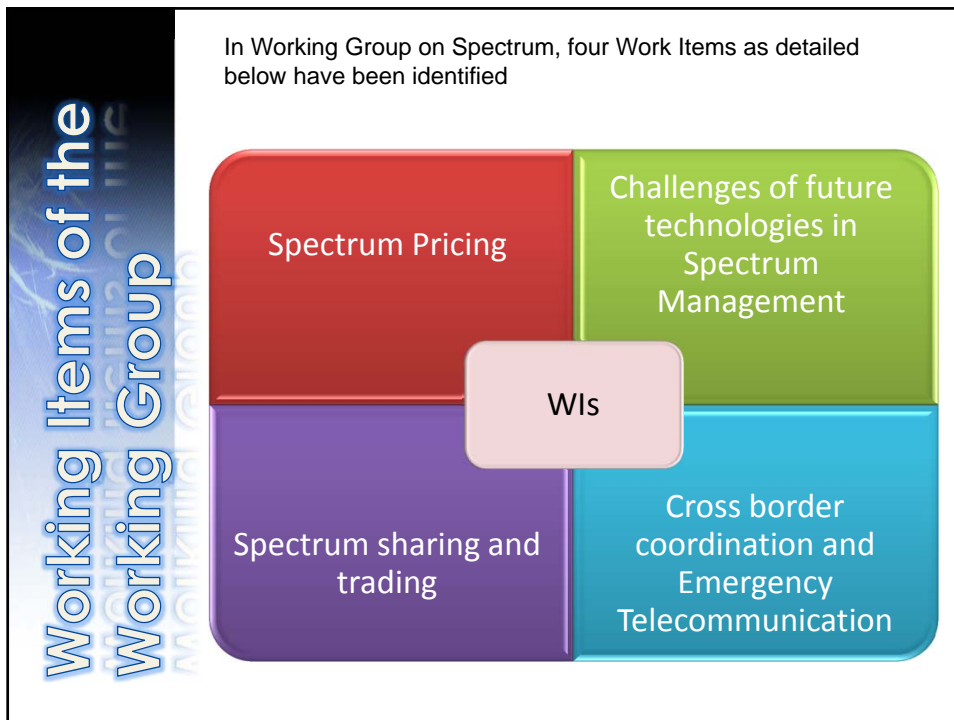 Working Items of the
Working Group
In Working Group on Spectrum, four Work Items as detailed
below have been identified
Spectrum Pricing
Challenges of future
technologies in
Spectrum
Management
WIs
Spectrum sharing and
trading
Cross border
coordination and
Emergency
Telecommunication